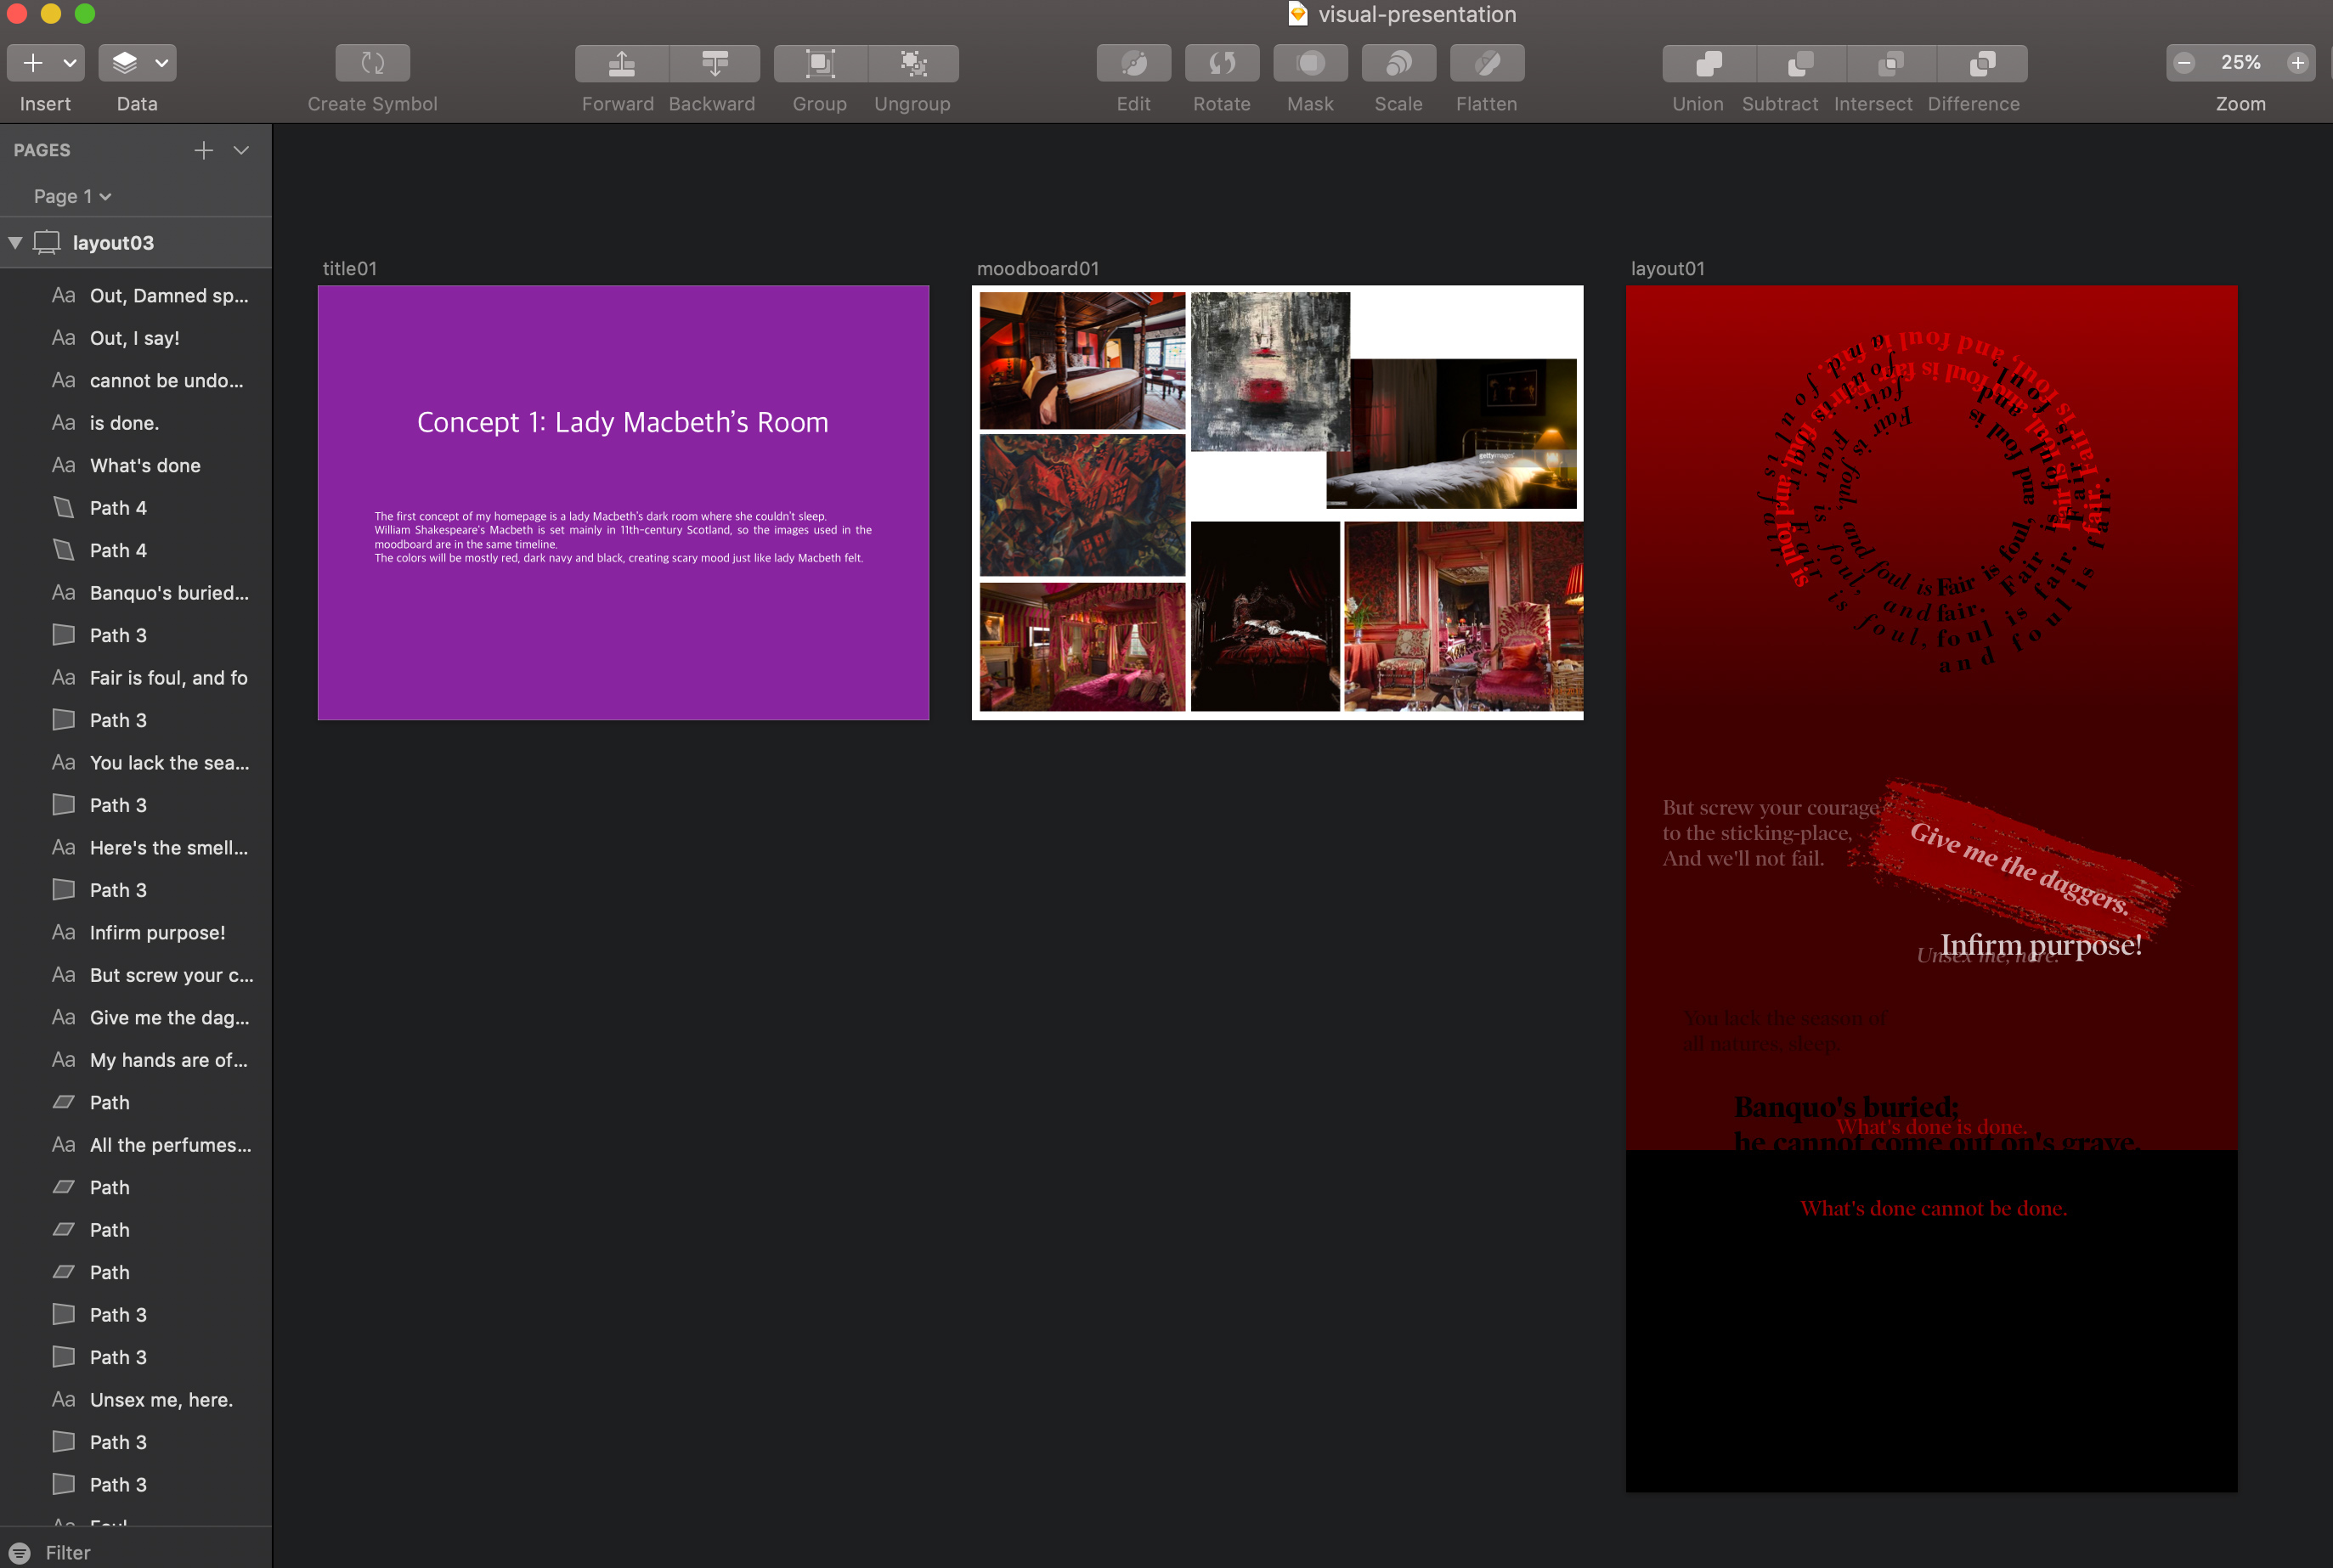 visual-presentation
Insert
Data
Create Symbol
Forward
Backward
Group
Ungroup
Edit
Rotate
Mask
Scale
Flatten
Union
Subtract
Intersect
Difference
25%
Zoom
PAGES
Page 1
layout03
Aa Out, Damned sp...
Aa Out, I say!
Aa cannot be undo...
Aa is done.
Aa What's done
Path 4
Path 4
Aa Banquo's buried...
Path 3
Aa Fair is foul, and fo
Path 3
Aa You lack the sea...
Path 3
Aa Here's the smell...
Path 3
Aa Infirm purpose!
Aa But screw your c...
Aa Give me the dag...
Aa My hands are of...
Path
Aa All the perfumes...
Path
Path
Path
Path 3
Path 3
Aa Unsex me, here.
Path 3
Path 3
Filter
title01
Concept 1: Lady Macbeth's Room
The first concept of my homepage is a lady Macbeth's dark room where she couldn't sleep.
William Shakespeare's Macbeth is set mainly in 11th-century Scotland, so the images used in the
moodboard are in the same timeline.
The colors will be mostly red, dark navy and black, creating scary mood just like lady Macbeth felt.
moodboard01
gettyimages
layout01
Fair is foul, and foul is fair.
But screw your courage
to the sticking-place,
And we'll not fail.
Give me the daggers.
Infirm purpose!
Unsex me, here.
You lack the season of
all natures, sleep.
Banquo's buried;
What's done is done.
he cannot come out on's grave.
What's done cannot be done.